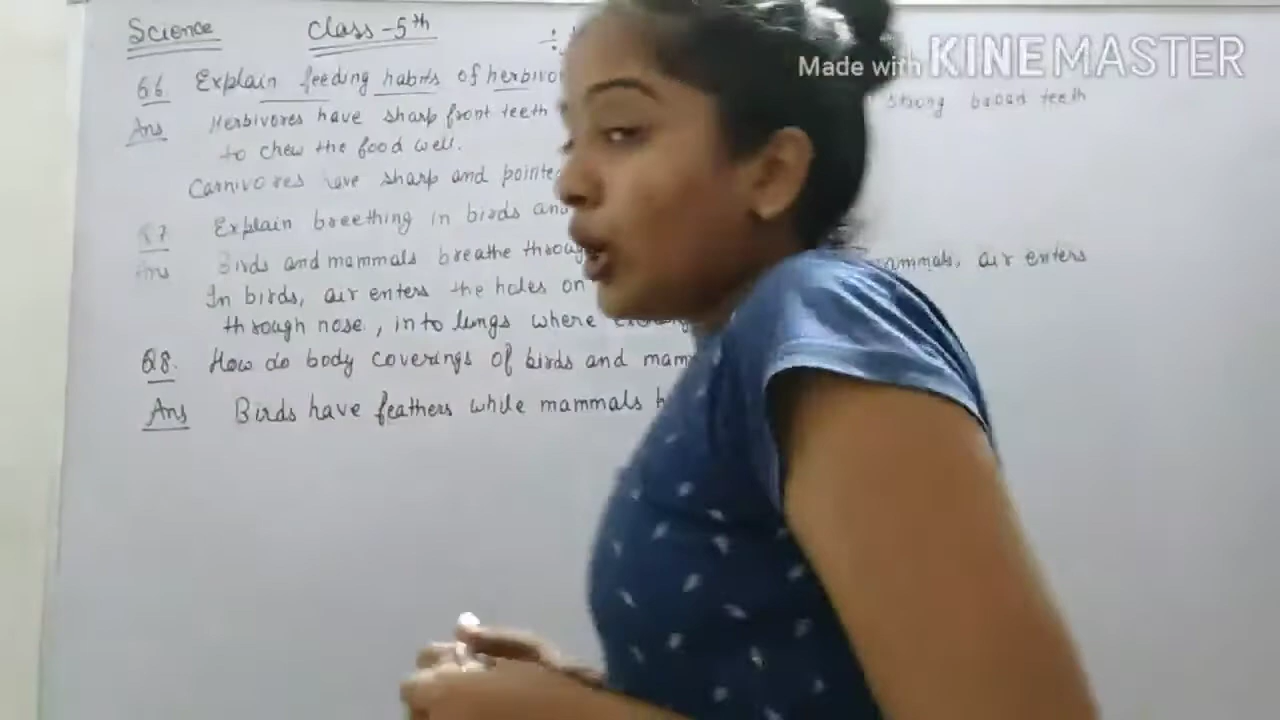 Science Class-5th ÷
Made with KINEMASTER
Q6 Explain feeding habits of herbivo
Ans Herbivores have sharp front teeth strong broad teeth
to chew the food well.
Carnivores have sharp and pointe
Q7 Explain breething in birds and
Ans Birds and mammals breathe throug ammals, air enters
In birds, air enters the holes on
through nose, into lungs where
Q8. How do body coverings of birds and mam
Ans Birds have feathers while mammals h